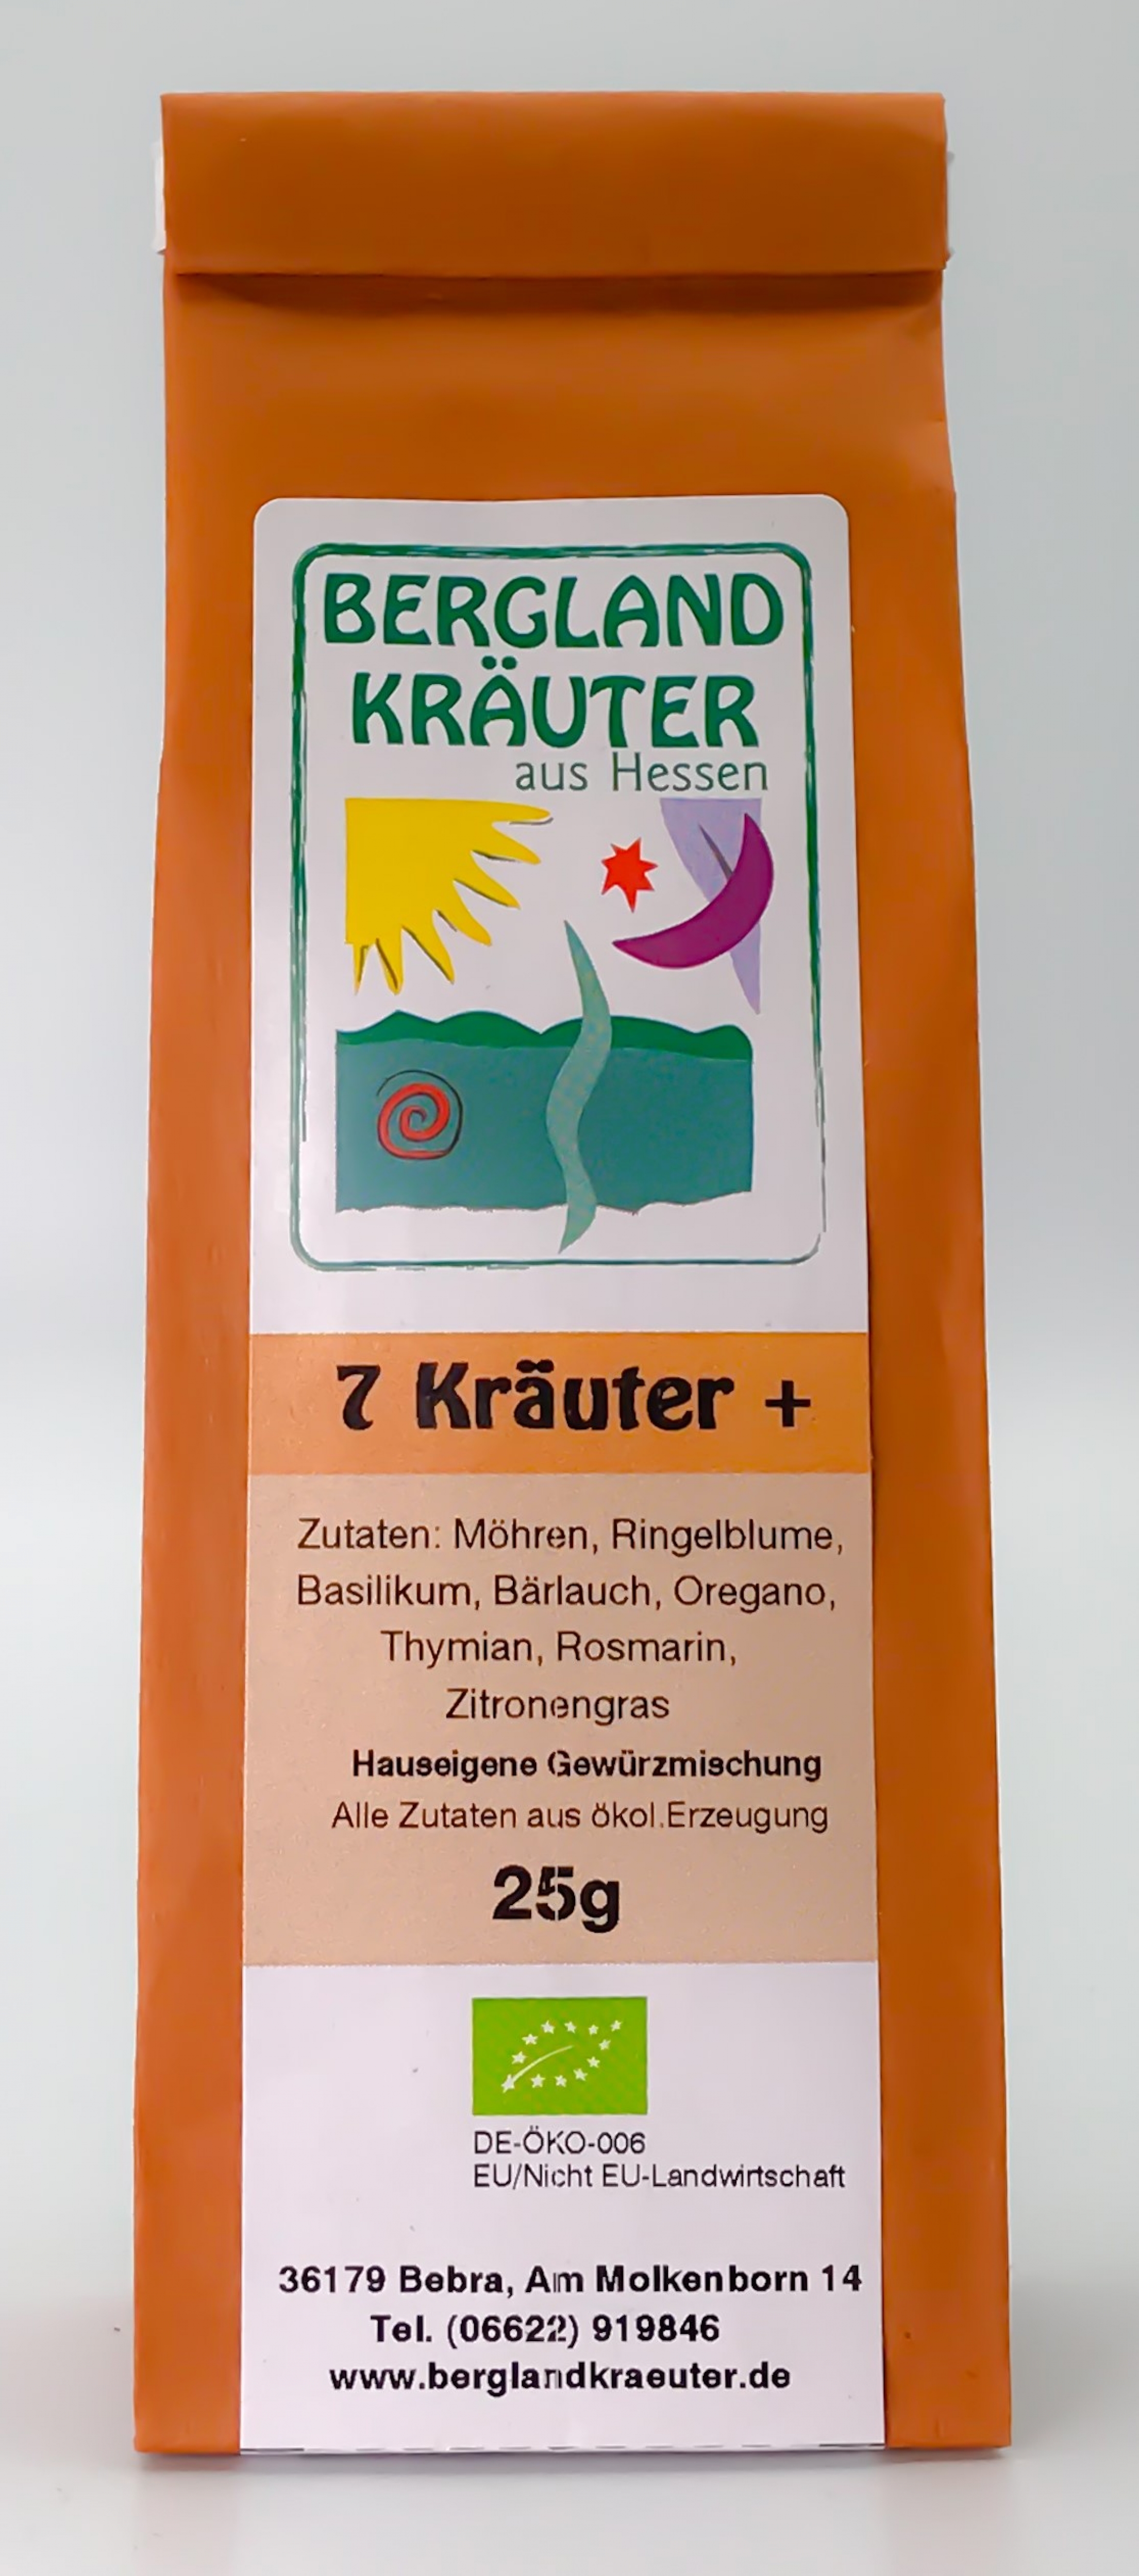 BERGLAND
KRÄUTER
aus Hessen
7 Kräuter +
Zutaten: Möhren, Ringelblume,
Basilikum, Bärlauch, Oregano,
Thymian, Rosmarin,
Zitronengras
Hauseigene Gewürzmischung
Alle Zutaten aus ökol.Erzeugung
25g
DE-ÖKO-006
EU/Nicht EU-Landwirtschaft
36179 Bebra, Am Molkenborn 14
Tel. (06622) 919846
www.berglandkraeuter.de